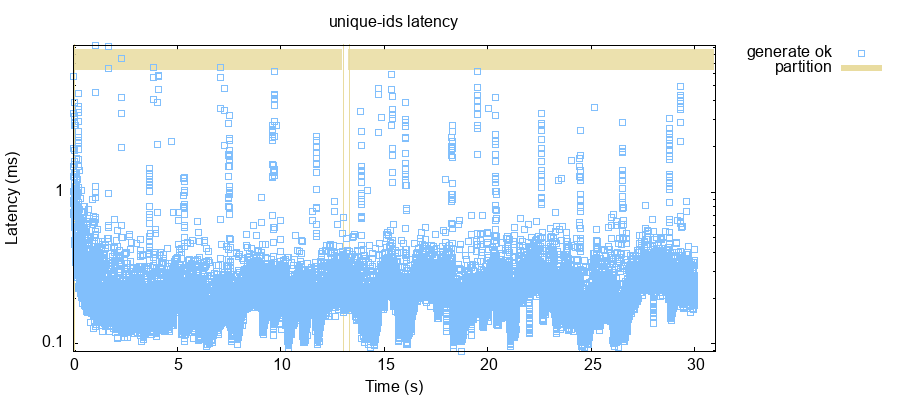 unique-ids latency
generate ok
partition
Latency (ms)
1
0.1
0 5 10 15 20 25 30
Time (s)